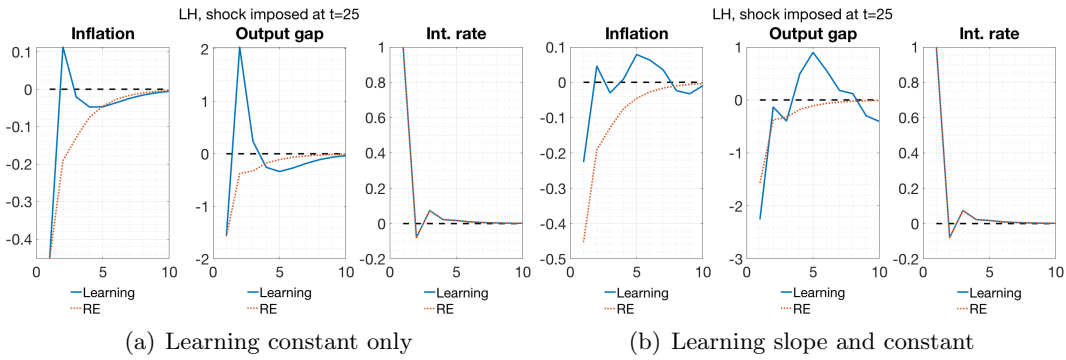 LH, shock imposed at t=25
Inflation
Output gap
Int. rate
0.1
0
-0.1
-0.2
-0.3
-0.4
0
5
10
2
1
0
-1
-2
0
5
10
1
0.8
0.6
0.4
0.2
0
-0.2
0
5
10
Learning
RE
Learning
RE
Learning
RE
(a) Learning constant only
LH, shock imposed at t=25
Inflation
Output gap
Int. rate
0.1
0
-0.1
-0.2
-0.3
-0.4
-0.5
0
5
10
1
0
-1
-2
-3
0
5
10
1
0.8
0.6
0.4
0.2
0
-0.2
0
5
10
Learning
RE
Learning
RE
Learning
RE
(b) Learning slope and constant